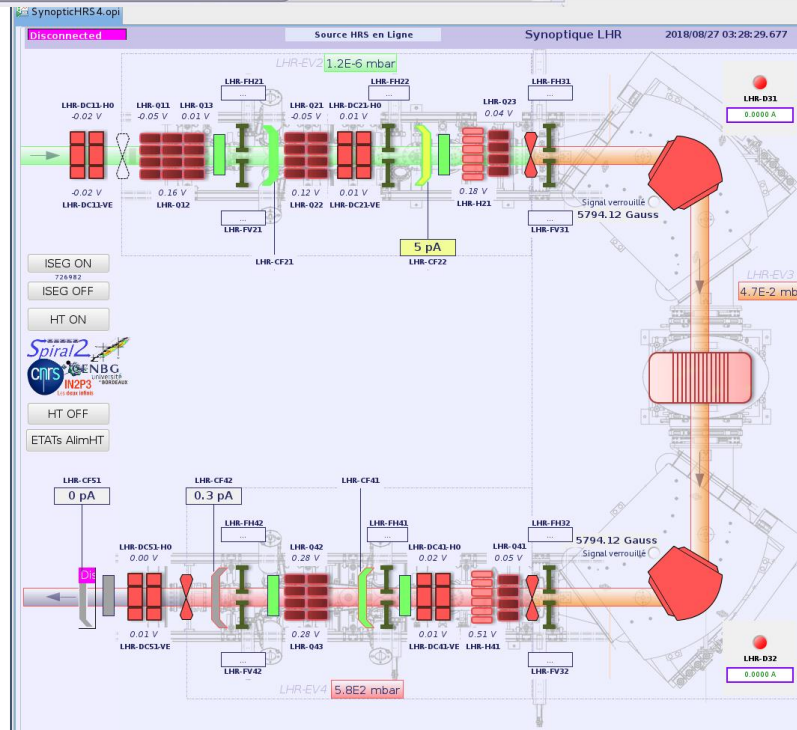 SynopticHRS4.opi
Disconnected
Source HRS en Ligne
Synoptique LHR
2018/08/27 03:28:29.677
LHR-EV2
1.2E-6 mbar
LHR-FH21
...
LHR-FH22
...
LHR-FH31
...
LHR-D31
0.0000 A
LHR-DC11-H0
-0.02 V
LHR-Q11
-0.05 V
LHR-Q13
0.01 V
LHR-Q21
-0.05 V
LHR-DC21-H0
0.01 V
LHR-Q23
0.04 V
-0.02 V
LHR-DC11-VE
0.16 V
LHR-Q12
0.12 V
LHR-Q22
0.01 V
LHR-DC21-VE
0.18 V
LHR-H21
Signal verrouillé
5794.12 Gauss
...
LHR-FV21
...
LHR-FV31
5 pA
LHR-CF21
LHR-CF22
ISEG ON
726982
ISEG OFF
HT ON
LHR-EV3
4.7E-2 mb
Spiral2
CENBG
UNIVERSITÉ
BORDEAUX
cnrs
IN2P3
Les deux infinis
HT OFF
ETATs AlimHT
LHR-CF51
0 pA
LHR-CF42
0.3 pA
LHR-CF41
LHR-FH42
...
LHR-FH41
...
LHR-FH32
...
5794.12 Gauss
Signal verrouillé
LHR-DC51-H0
0.00 V
LHR-Q42
0.28 V
LHR-DC41-H0
0.02 V
LHR-Q41
0.05 V
Dis
0.01 V
LHR-DC51-VE
0.28 V
LHR-Q43
0.01 V
LHR-DC41-VE
0.51 V
LHR-H41
...
LHR-FV42
...
LHR-FV32
LHR-D32
0.0000 A
LHR-EV4
5.8E2 mbar